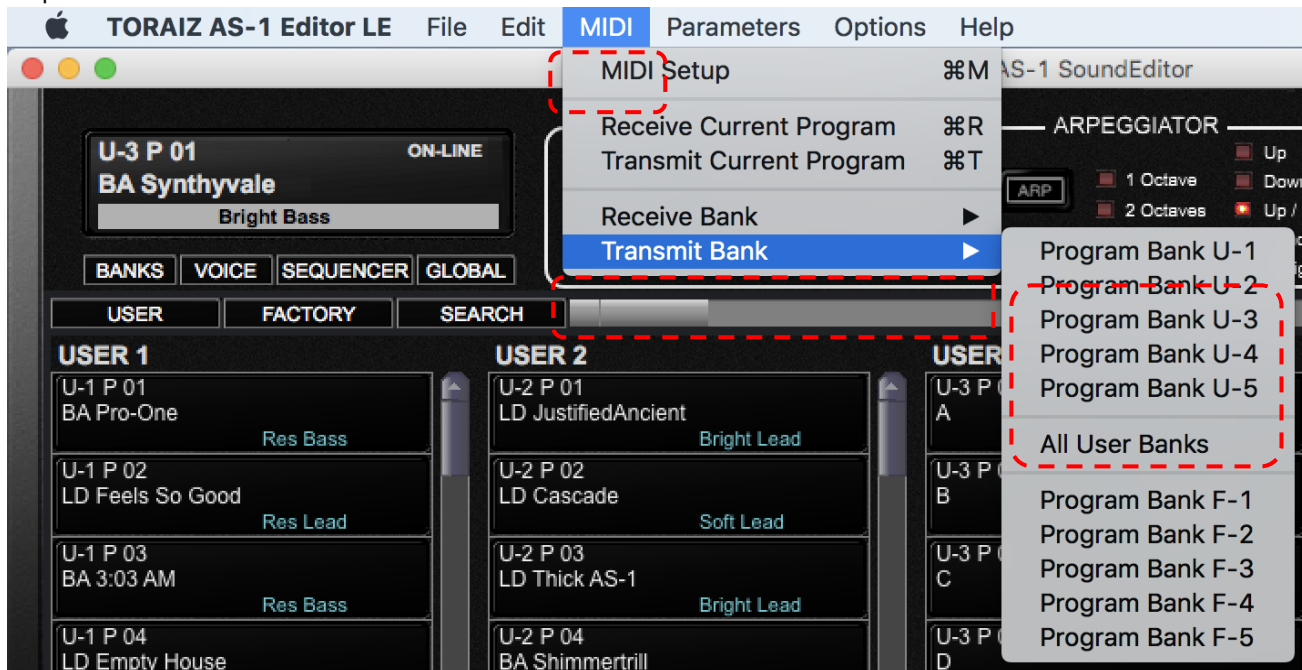 TORAIZ AS-1 Editor LE File Edit MIDI Parameters Options Help
AS-1 SoundEditor
MIDI Setup ⌘M
Receive Current Program ⌘R
Transmit Current Program ⌘T
Receive Bank ▶
Transmit Bank ▶
Program Bank U-1
Program Bank U-2
Program Bank U-3
Program Bank U-4
Program Bank U-5
All User Banks
Program Bank F-1
Program Bank F-2
Program Bank F-3
Program Bank F-4
Program Bank F-5
U-3 P 01 ON-LINE
BA Synthyvale
Bright Bass
BANKS VOICE SEQUENCER GLOBAL
ARPEGGIATOR
ARP
1 Octave
2 Octaves
Up
Up /
USER FACTORY SEARCH
USER 1
U-1 P 01
BA Pro-One
Res Bass
U-1 P 02
LD Feels So Good
Res Lead
U-1 P 03
BA 3:03 AM
Res Bass
U-1 P 04
LD Empty House
USER 2
U-2 P 01
LD JustifiedAncient
Bright Lead
U-2 P 02
LD Cascade
Soft Lead
U-2 P 03
LD Thick AS-1
Bright Lead
U-2 P 04
BA Shimmertrill
USER
U-3 P
A
U-3 P
B
U-3 P
C
U-3 P
D